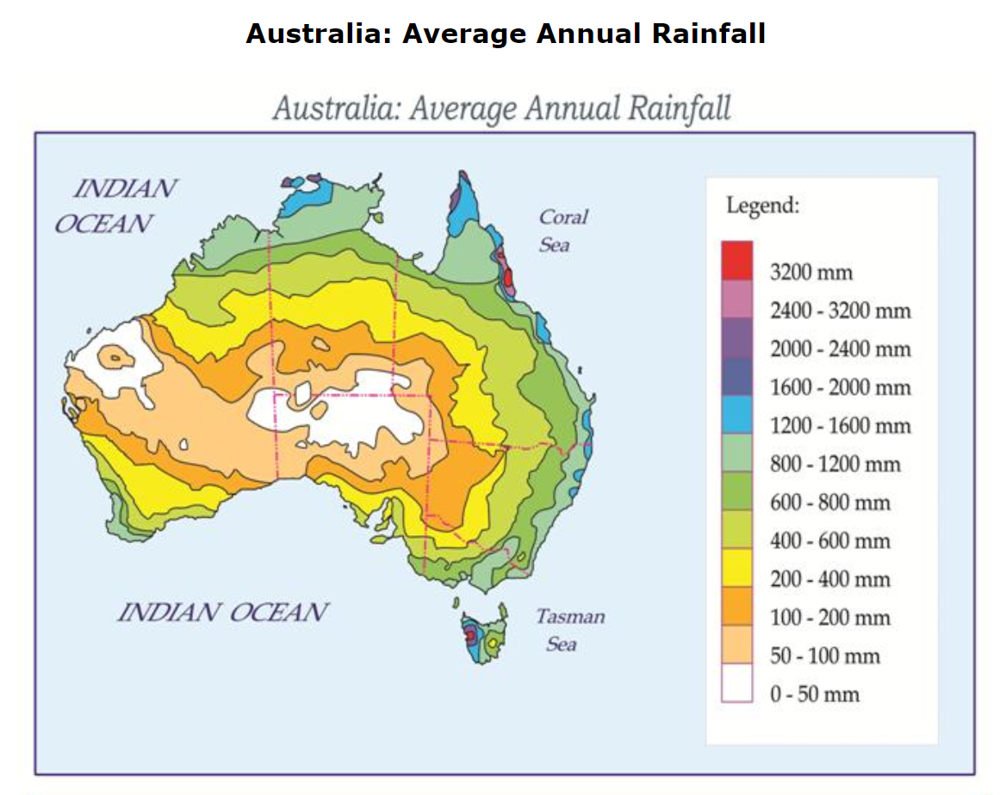 Australia: Average Annual Rainfall
Australia: Average Annual Rainfall
INDIAN
OCEAN
Coral
Sea
INDIAN OCEAN
Tasman
Sea
Legend:
3200 mm
2400 - 3200 mm
2000 - 2400 mm
1600 - 2000 mm
1200 - 1600 mm
800 - 1200 mm
600 - 800 mm
400 - 600 mm
200 - 400 mm
100 - 200 mm
50 - 100 mm
0 - 50 mm